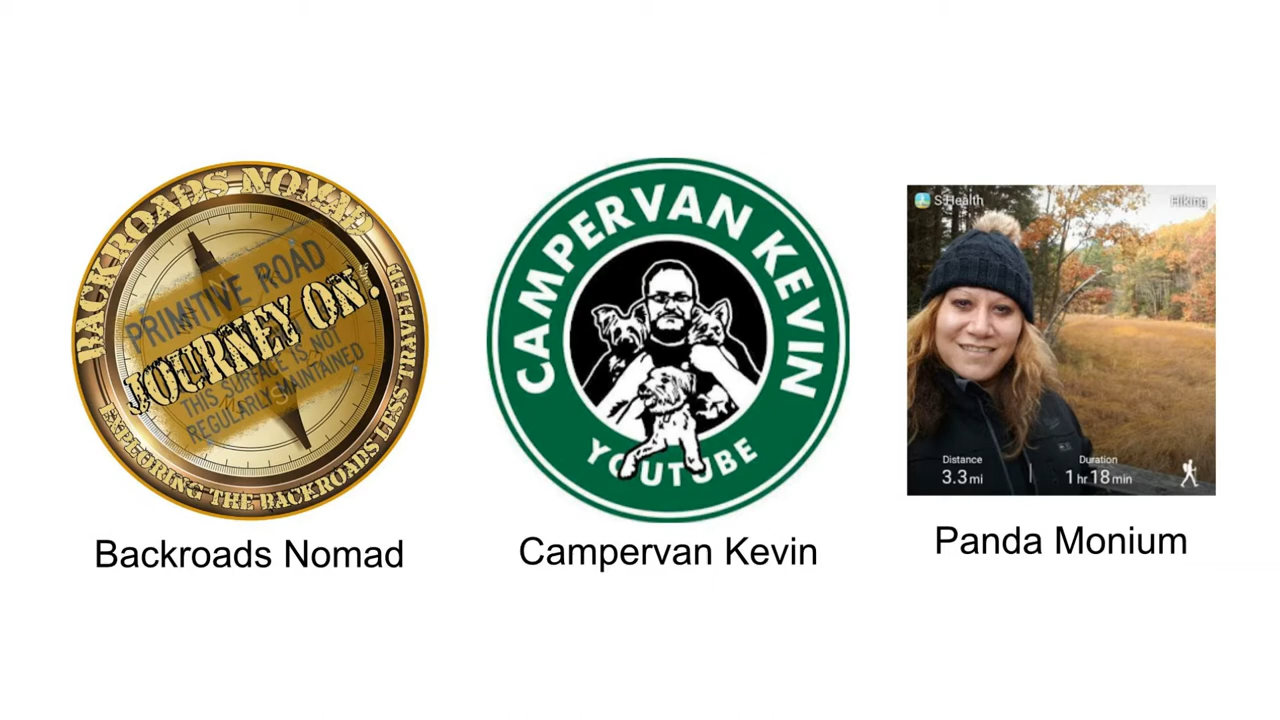 BACKROADS NOMAD
PRIMITIVE ROAD
JOURNEY ON!
THIS SURFACE IS NOT
REGULARLY MAINTAINED
EXPLORING THE BACKROADS LESS TRAVELED
Backroads Nomad
CAMPERVAN KEVIN
YOUTUBE
Campervan Kevin
S Health
Hiking
Distance
3.3 mi
Duration
1 hr 18 min
Panda Monium